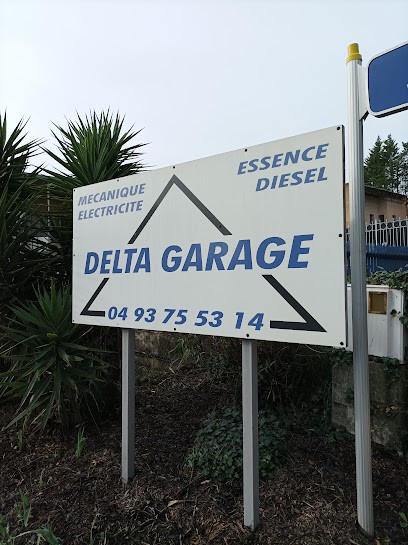 MECANIQUE
ELECTRICITE
ESSENCE
DIESEL
DELTA GARAGE
04 93 75 53 14